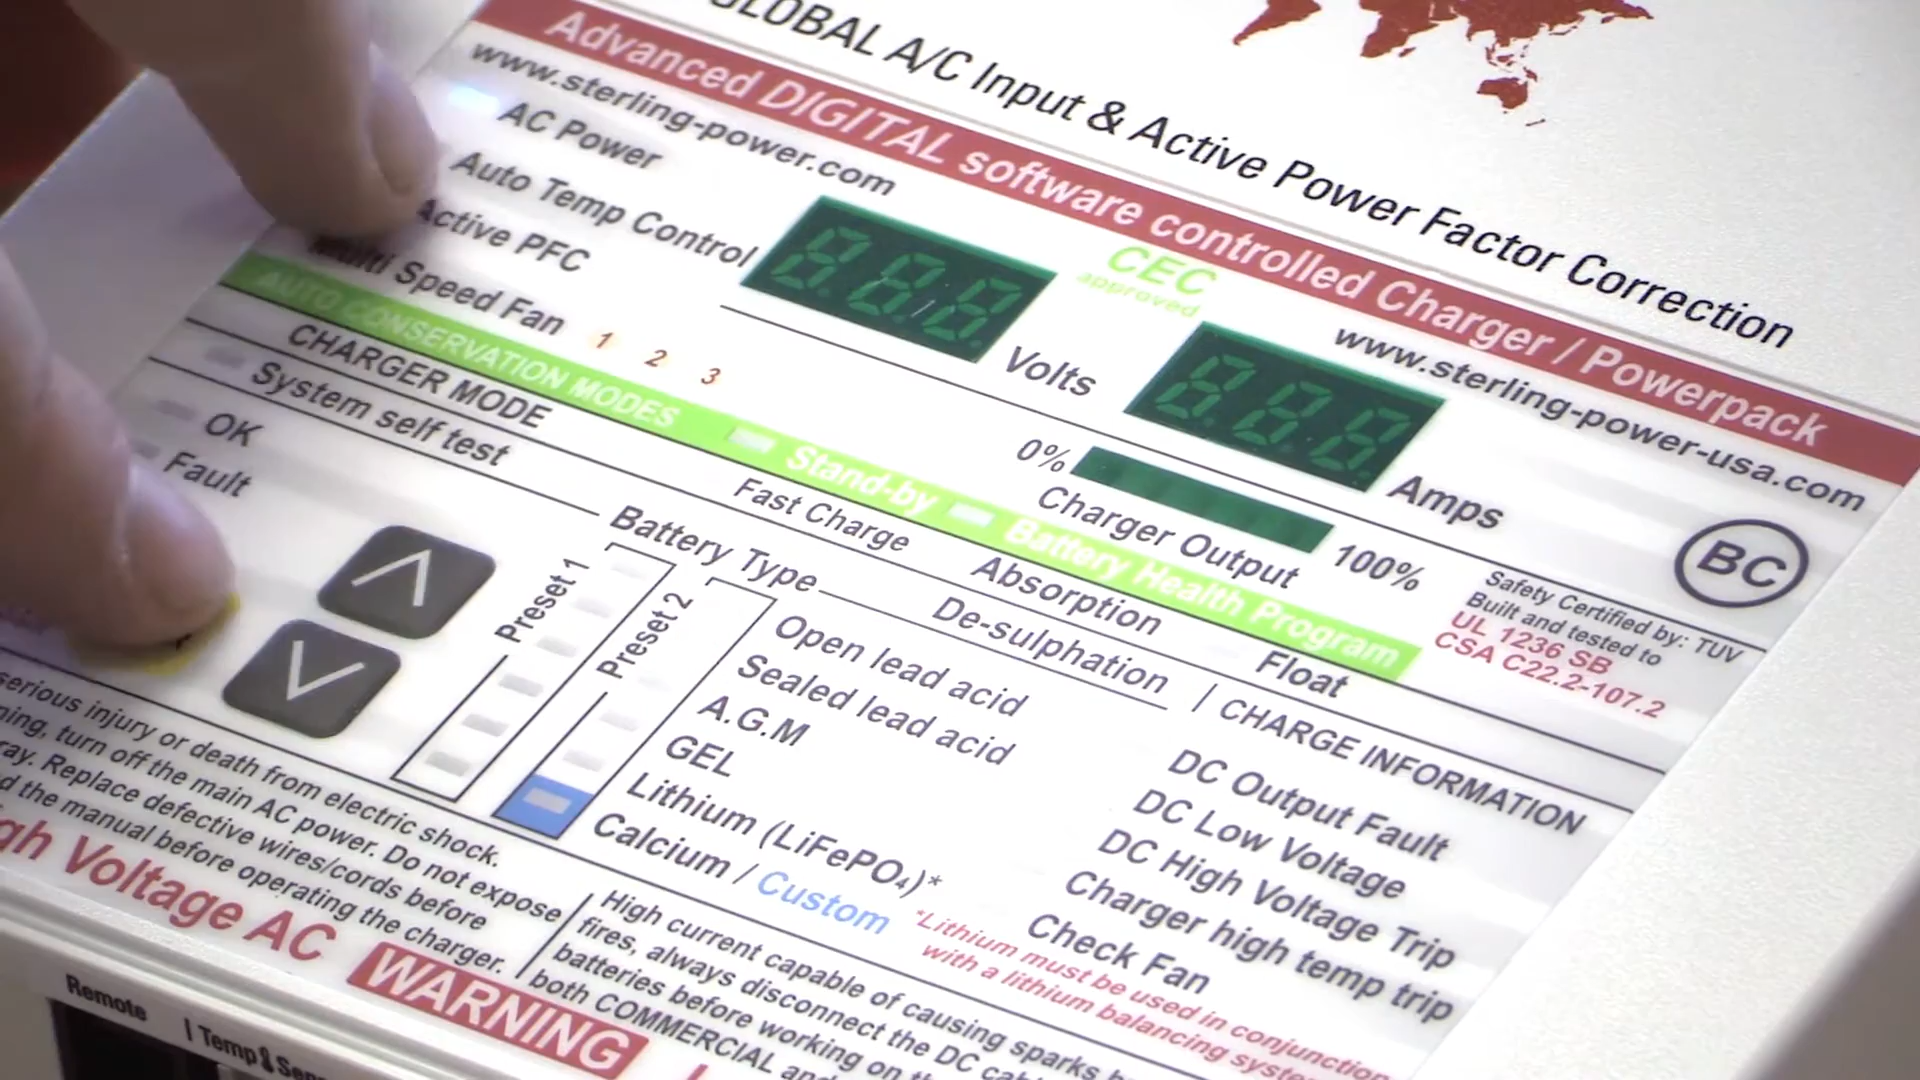 GLOBAL A/C Input & Active Power Factor Correction
Advanced DIGITAL software controlled Charger / Powerpack
www.sterling-power.com
www.sterling-power-usa.com
AC Power
Auto Temp Control
Active PFC
Multi Speed Fan 1 2 3
Volts
CEC
approved
Amps
0%
100%
Charger Output
BC
Safety Certified by: TUV
Built and tested to
UL 1236 SB
CSA C22.2-107.2
AUTO CONSERVATION MODES
Stand-by
Battery Health Program
CHARGER MODE
Fast Charge
Absorption
Float
System self test
OK
Fault
De-sulphation
Battery Type
Preset 1
Preset 2
Open lead acid
Sealed lead acid
A.G.M
GEL
Lithium (LiFePO4)*
Calcium / Custom
CHARGE INFORMATION
DC Output Fault
DC Low Voltage
DC High Voltage Trip
Charger high temp trip
Check Fan
*Lithium must be used in conjunction
with a lithium balancing
serious injury or death from electric shock.
turn off the main AC power. Do not expose
Replace defective wires/cords before
the manual before operating the charger.
Voltage AC
WARNING
High current capable of causing sparks
fires, always disconnect the DC
batteries before working on
both COMMERCIAL
Remote
Temp